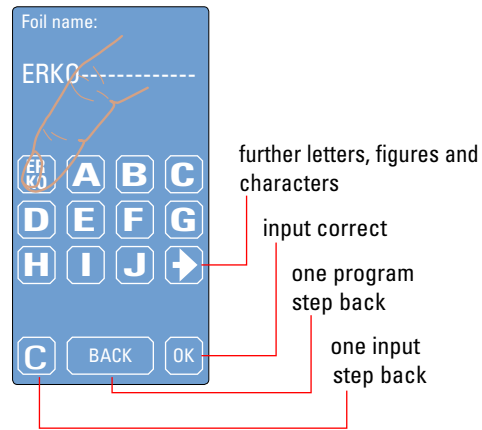 Foil name:
ERKO-------------
ER
KO
A B C
D E F G
H I J
C BACK OK
further letters, figures and
characters
input correct
one program
step back
one input
step back